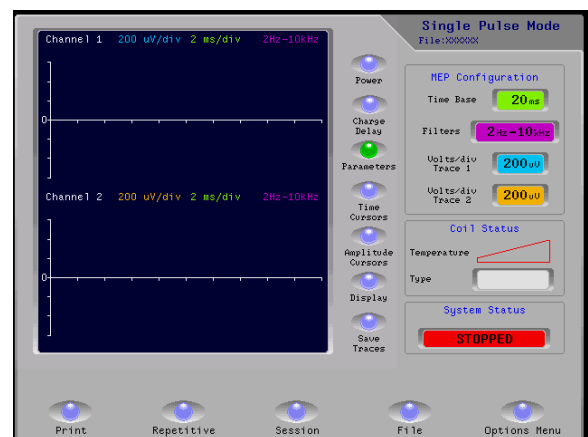 Single Pulse Mode
File:XXXXXX
Channel 1 200 uV/div 2 ms/div 2Hz-10kHz
0
Channel 2 200 uV/div 2 ms/div 2Hz-10kHz
0
Power
Charge
Delay
Parameters
Time
Cursors
Amplitude
Cursors
Display
Save
Traces
MEP Configuration
Time Base 20ms
Filters 2Hz-10kHz
Volts/div
Trace 1 200uV
Volts/div
Trace 2 200uV
Coil Status
Temperature
Type
System Status
STOPPED
Print Repetitive Session File Options Menu